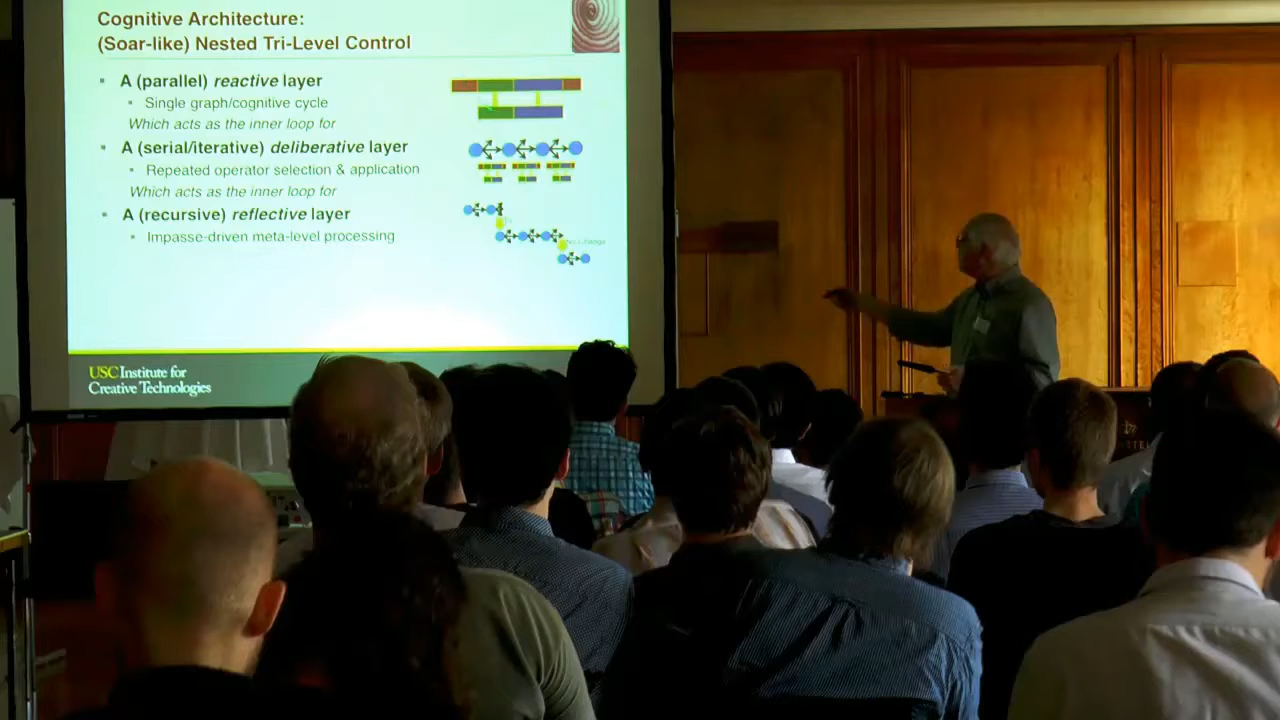 Cognitive Architecture:
(Soar-like) Nested Tri-Level Control
• A (parallel) reactive layer
• Single graph/cognitive cycle
Which acts as the inner loop for
• A (serial/iterative) deliberative layer
• Repeated operator selection & application
Which acts as the inner loop for
• A (recursive) reflective layer
• Impasse-driven meta-level processing
USC Institute for
Creative Technologies